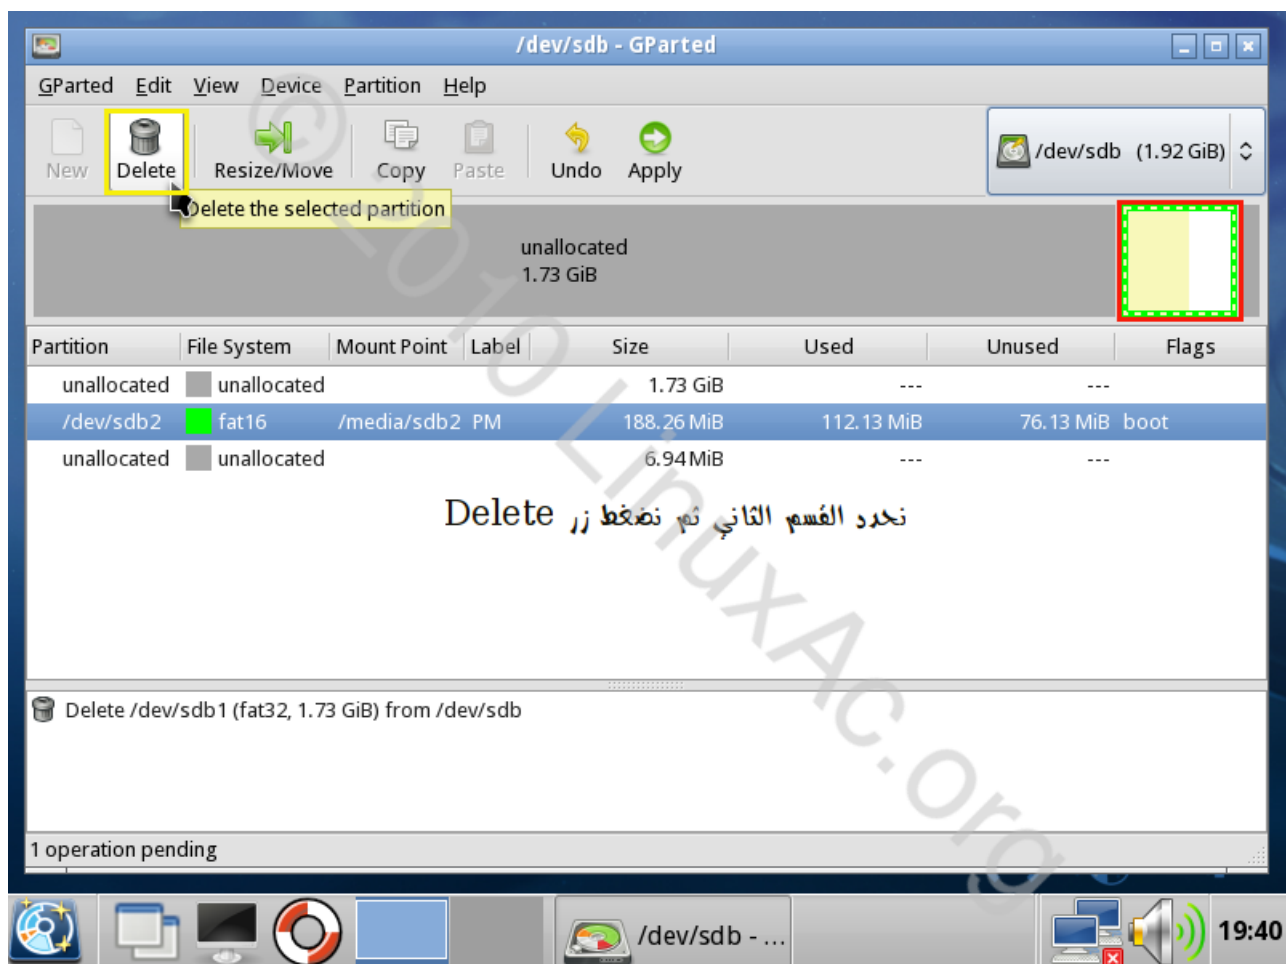 /dev/sdb - GParted
GParted Edit View Device Partition Help
New Delete Resize/Move Copy Paste Undo Apply /dev/sdb (1.92 GiB)
Delete the selected partition
unallocated
1.73 GiB
Partition File System Mount Point Label Size Used Unused Flags
unallocated unallocated 1.73 GiB --- ---
/dev/sdb2 fat16 /media/sdb2 PM 188.26 MiB 112.13 MiB 76.13 MiB boot
unallocated unallocated 6.94 MiB --- ---
نحدد القسم الثاني ثم نضغط زر Delete
Delete /dev/sdb1 (fat32, 1.73 GiB) from /dev/sdb
1 operation pending
/dev/sdb - ...
19:40
© 2010 LinuxAc.org